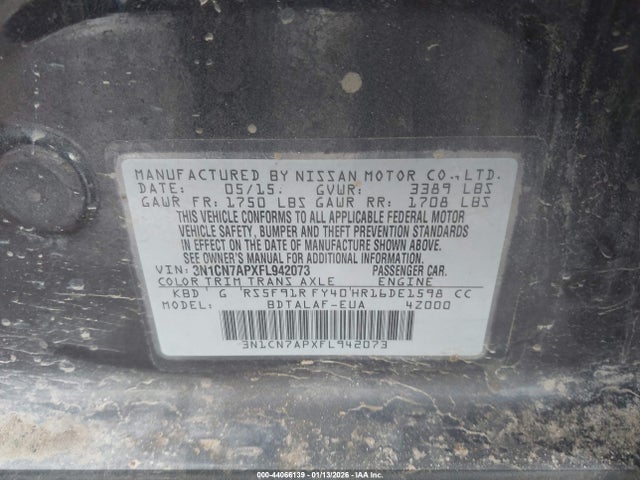 MANUFACTURED BY NISSAN MOTOR CO.,LTD.
DATE: 05/15. GVWR: 3389 LBS
GAWR FR: 1750 LBS GAWR RR: 1708 LBS
THIS VEHICLE CONFORMS TO ALL APPLICABLE FEDERAL MOTOR
VEHICLE SAFETY, BUMPER AND THEFT PREVENTION STANDARDS
IN EFFECT ON THE DATE OF MANUFACTURE SHOWN ABOVE.
SEE OWNER'S MANUAL FOR ADDITIONAL INFORMATION.
VIN: 3N1CN7APXFL942073 PASSENGER CAR.
COLOR TRIM TRANS AXLE ENGINE
KBD G RS5F91R FY40 HR16DE1598 CC
MODEL: BDTALAF-EUA 4Z000
3N1CN7APXFL942073
000-44066139 - 01/13/2026 - IAAI.COM